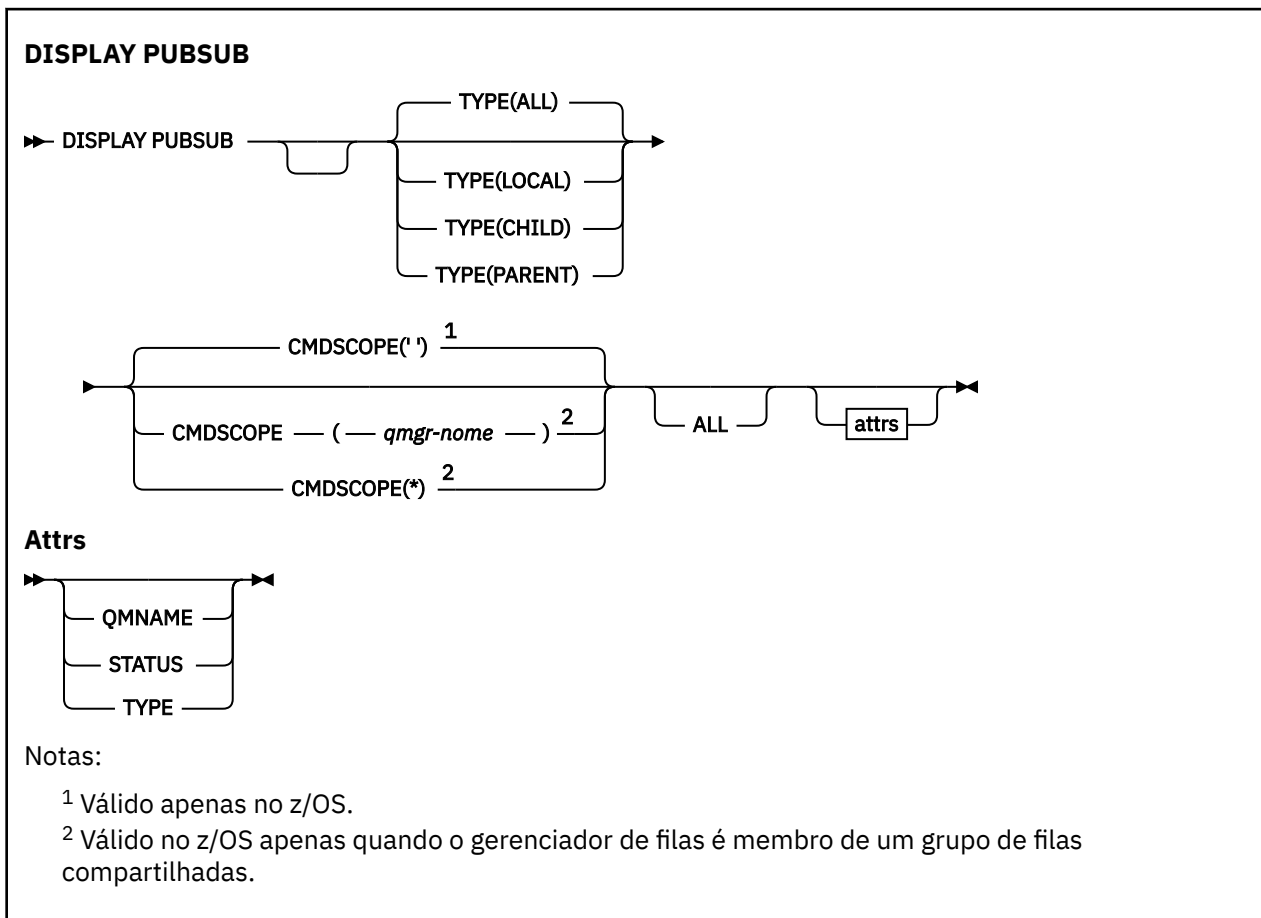 DISPLAY PUBSUB
TYPE(ALL)
DISPLAY PUBSUB
TYPE(LOCAL)
TYPE(CHILD)
TYPE(PARENT)
CMDSCOPE(' ') 1
CMDSCOPE ( qmgr-nome ) 2
ALL
attrs
CMDSCOPE(*) 2
Attrs
QMNAME
STATUS
TYPE
Notas:
1 Válido apenas no z/OS.
2 Válido no z/OS apenas quando o gerenciador de filas é membro de um grupo de filas
compartilhadas.